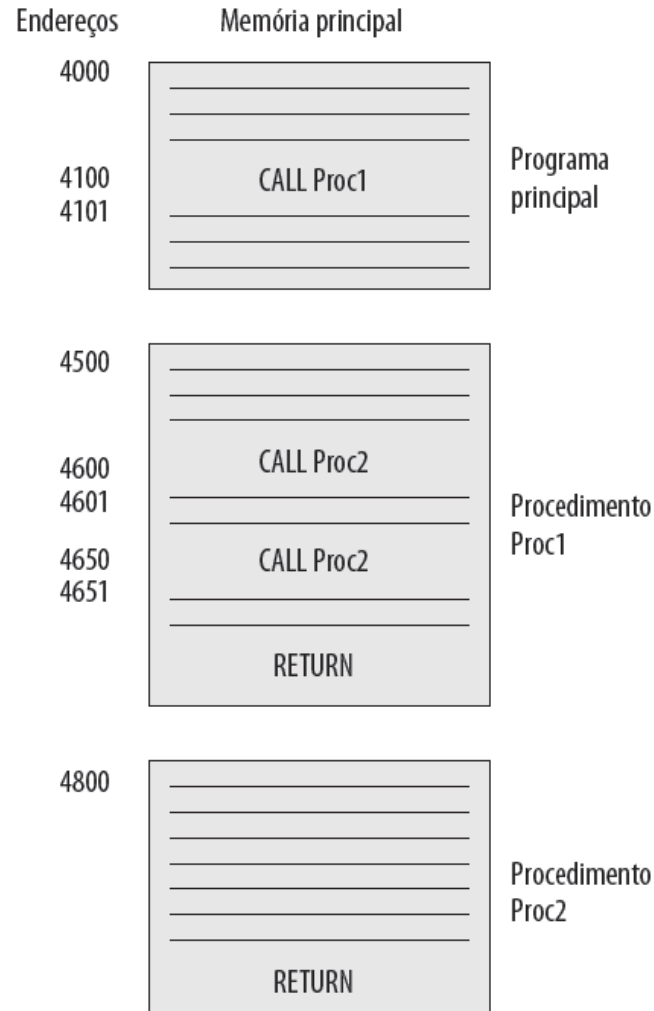 Endereços Memória principal
4000
4100 CALL Proc1
4101
Programa
principal
4500
4600 CALL Proc2
4601
4650 CALL Proc2
4651
RETURN
Procedimento
Proc1
4800
Procedimento
Proc2
RETURN